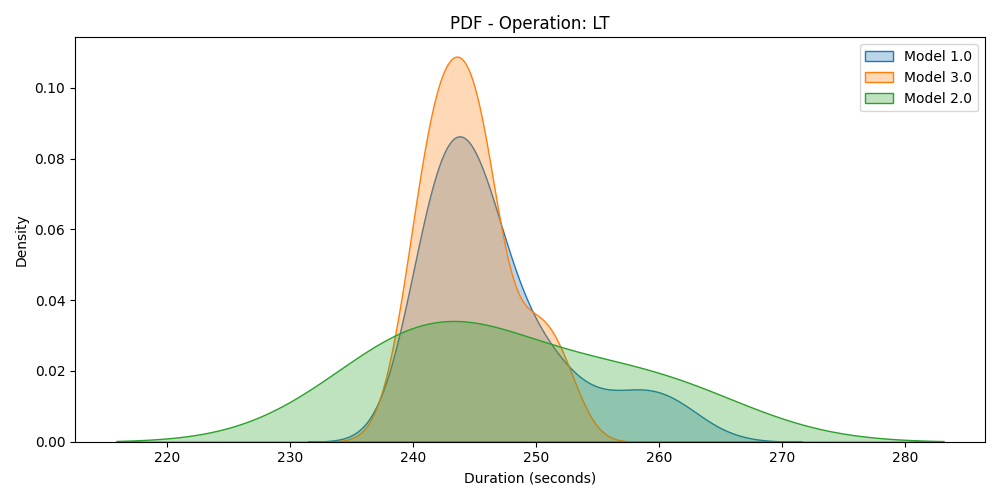 PDF - Operation: LT
Model 1.0
Model 3.0
Model 2.0
Density
0.10
0.08
0.06
0.04
0.02
0.00
220 230 240 250 260 270 280
Duration (seconds)